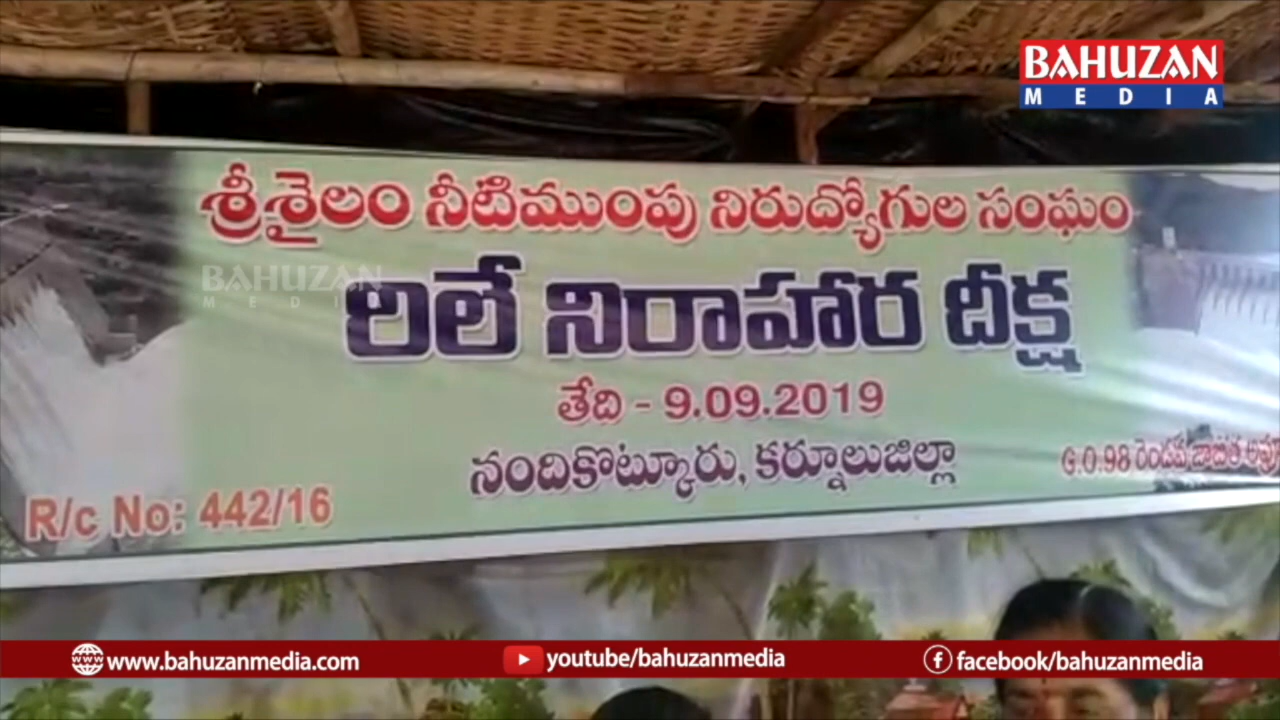 BAHUZAN
MEDIA
శ్రీశైలం నీటిముంపు నిరుద్యోగుల సంఘం
BAHUZAN
రిలే నిరాహార దీక్ష
తేది - 9.09.2019
నందికొట్కూరు, కర్నూలుజిల్లా
G.O.98
R/c No: 442/16
www.bahuzanmedia.com
youtube/bahuzanmedia
facebook/bahuzanmedia